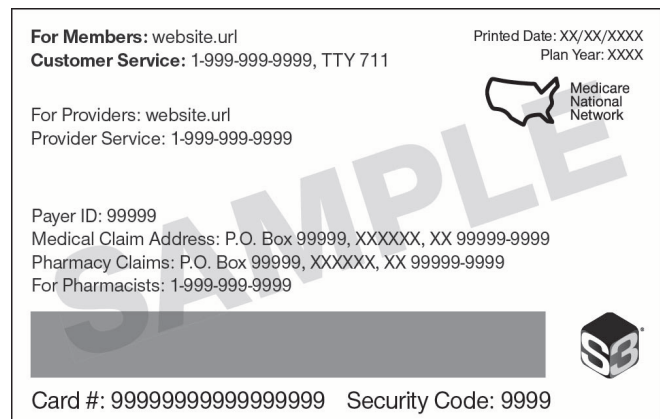 For Members: website.url
Customer Service: 1-999-999-9999, TTY 711
Printed Date: XX/XX/XXXX
Plan Year: XXXX
Medicare
National
Network
For Providers: website.url
Provider Service: 1-999-999-9999
SAMPLE
Payer ID: 99999
Medical Claim Address: P.O. Box 99999, XXXXXX, XX 99999-9999
Pharmacy Claims: P.O. Box 99999, XXXXXX, XX 99999-9999
For Pharmacists: 1-999-999-9999
S3
Card #: 99999999999999999 Security Code: 9999